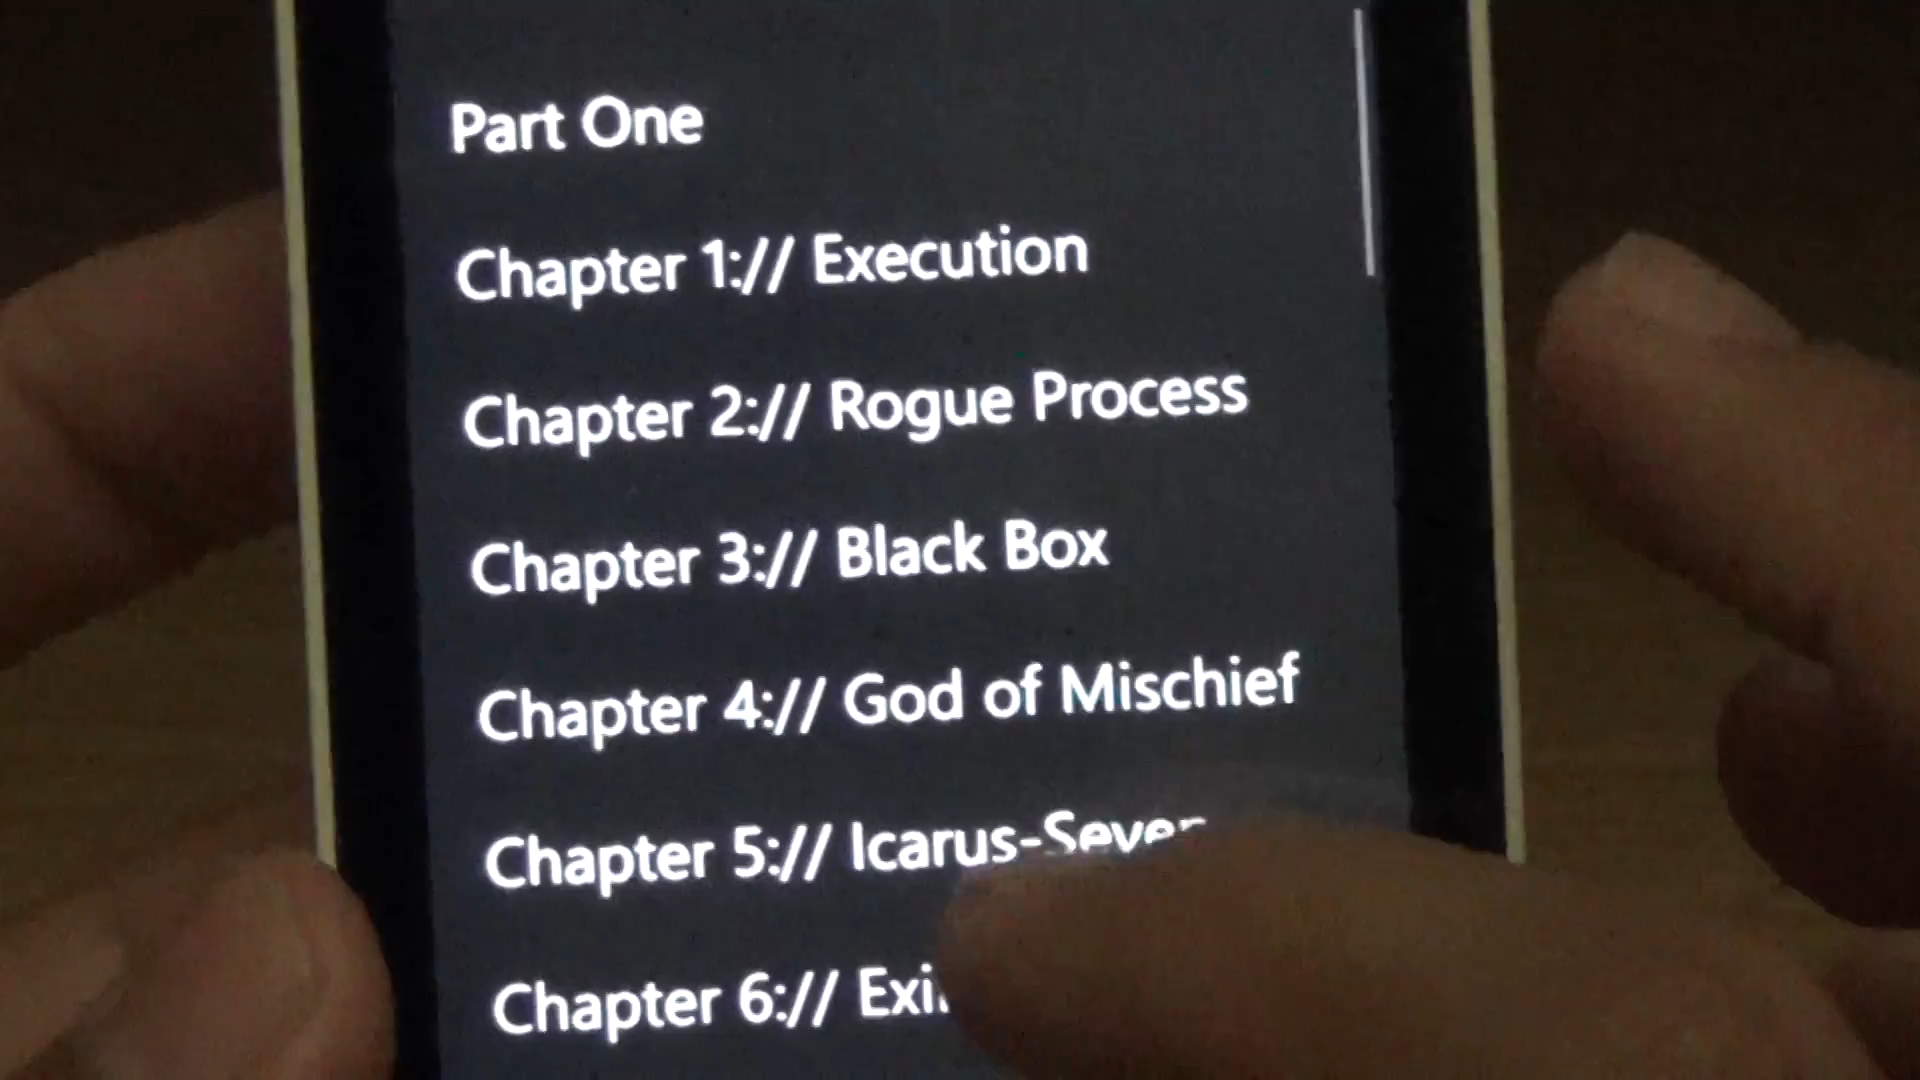 Part One
Chapter 1:// Execution
Chapter 2:// Rogue Process
Chapter 3:// Black Box
Chapter 4:// God of Mischief
Chapter 5:// Icarus-Seven
Chapter 6://